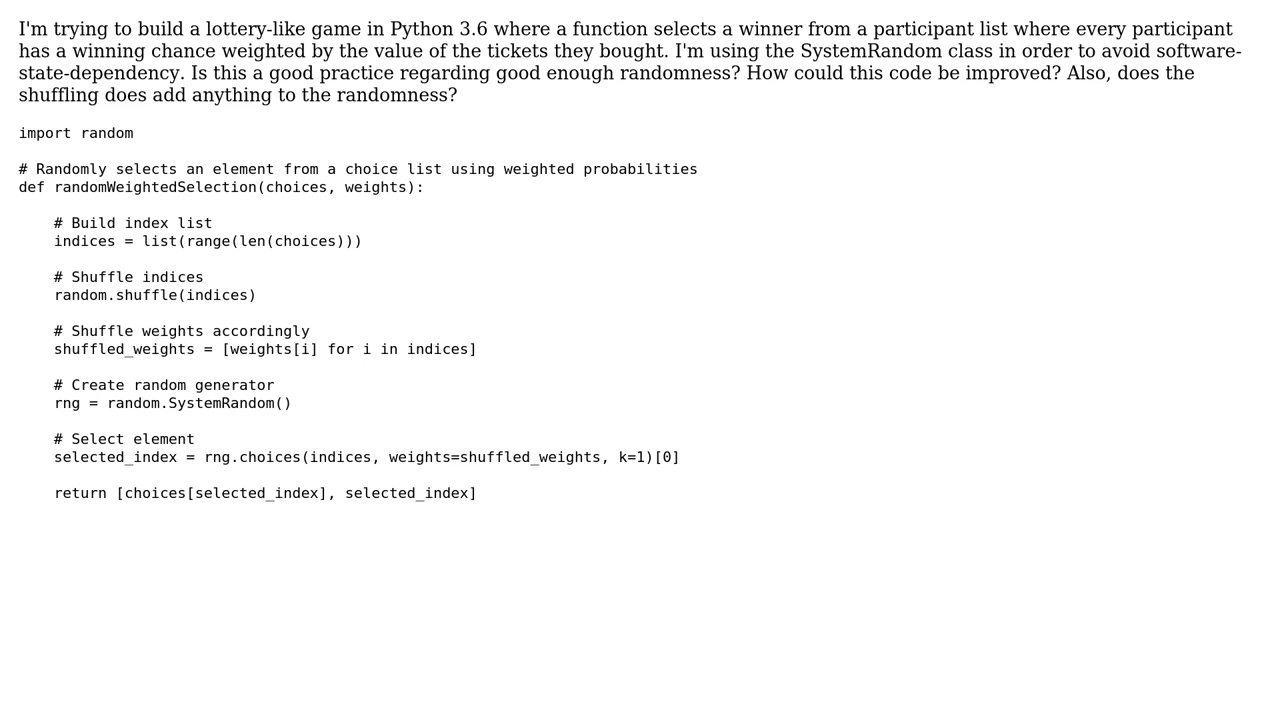 I'm trying to build a lottery-like game in Python 3.6 where a function selects a winner from a participant list where every participant
has a winning chance weighted by the value of the tickets they bought. I'm using the SystemRandom class in order to avoid software-
state-dependency. Is this a good practice regarding good enough randomness? How could this code be improved? Also, does the
shuffling does add anything to the randomness?
import random
# Randomly selects an element from a choice list using weighted probabilities
def randomWeightedSelection(choices, weights):
    # Build index list
    indices = list(range(len(choices)))
    # Shuffle indices
    random.shuffle(indices)
    # Shuffle weights accordingly
    shuffled_weights = [weights[i] for i in indices]
    # Create random generator
    rng = random.SystemRandom()
    # Select element
    selected_index = rng.choices(indices, weights=shuffled_weights, k=1)[0]
    return [choices[selected_index], selected_index]